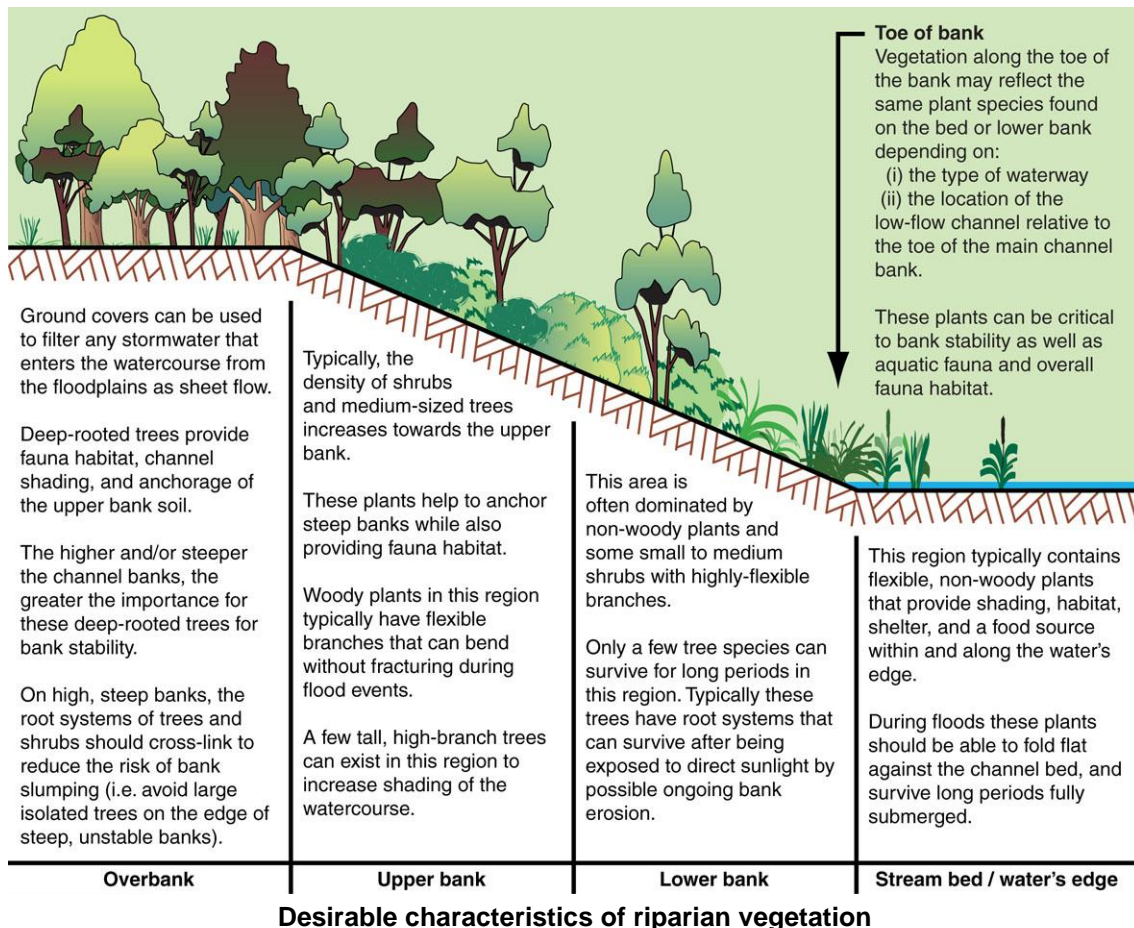 Toe of bank
Vegetation along the toe of
the bank may reflect the
same plant species found
on the bed or lower bank
depending on:
(i) the type of waterway
(ii) the location of the
low-flow channel relative to
the toe of the main channel
bank.
These plants can be critical
to bank stability as well as
aquatic fauna and overall
fauna habitat.
Ground covers can be used
to filter any stormwater that
enters the watercourse from
the floodplains as sheet flow.
Deep-rooted trees provide
fauna habitat, channel
shading, and anchorage of
the upper bank soil.
The higher and/or steeper
the channel banks, the
greater the importance for
these deep-rooted trees for
bank stability.
On high, steep banks, the
root systems of trees and
shrubs should cross-link to
reduce the risk of bank
slumping (i.e. avoid large
isolated trees on the edge of
steep, unstable banks).
Overbank
Typically, the
density of shrubs
and medium-sized trees
increases towards the upper
bank.
These plants help to anchor
steep banks while also
providing fauna habitat.
Woody plants in this region
typically have flexible
branches that can bend
without fracturing during
flood events.
A few tall, high-branch trees
can exist in this region to
increase shading of the
watercourse.
Upper bank
This area is
often dominated by
non-woody plants and
some small to medium
shrubs with highly-flexible
branches.
Only a few tree species can
survive for long periods in
this region. Typically these
trees have root systems that
can survive after being
exposed to direct sunlight by
possible ongoing bank
erosion.
Lower bank
This region typically contains
flexible, non-woody plants
that provide shading, habitat,
shelter, and a food source
within and along the water's
edge.
During floods these plants
should be able to fold flat
against the channel bed, and
survive long periods fully
submerged.
Stream bed / water's edge
Desirable characteristics of riparian vegetation